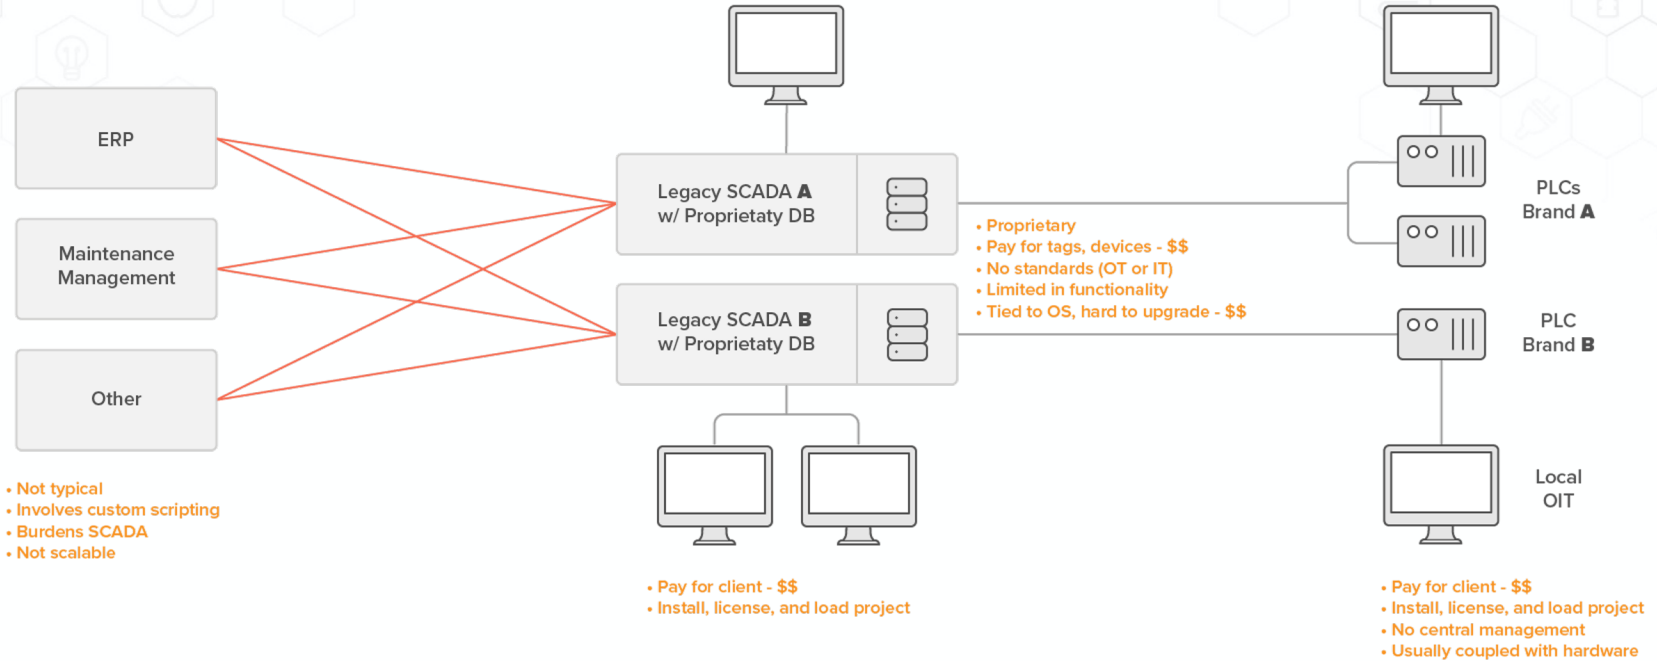 ERP
Maintenance
Management
Other
• Not typical
• Involves custom scripting
• Burdens SCADA
• Not scalable
Legacy SCADA A
w/ Proprietaty DB
Legacy SCADA B
w/ Proprietaty DB
• Pay for client - $$
• Install, license, and load project
• Proprietary
• Pay for tags, devices - $$
• No standards (OT or IT)
• Limited in functionality
• Tied to OS, hard to upgrade - $$
PLCs
Brand A
PLC
Brand B
Local
OIT
• Pay for client - $$
• Install, license, and load project
• No central management
• Usually coupled with hardware